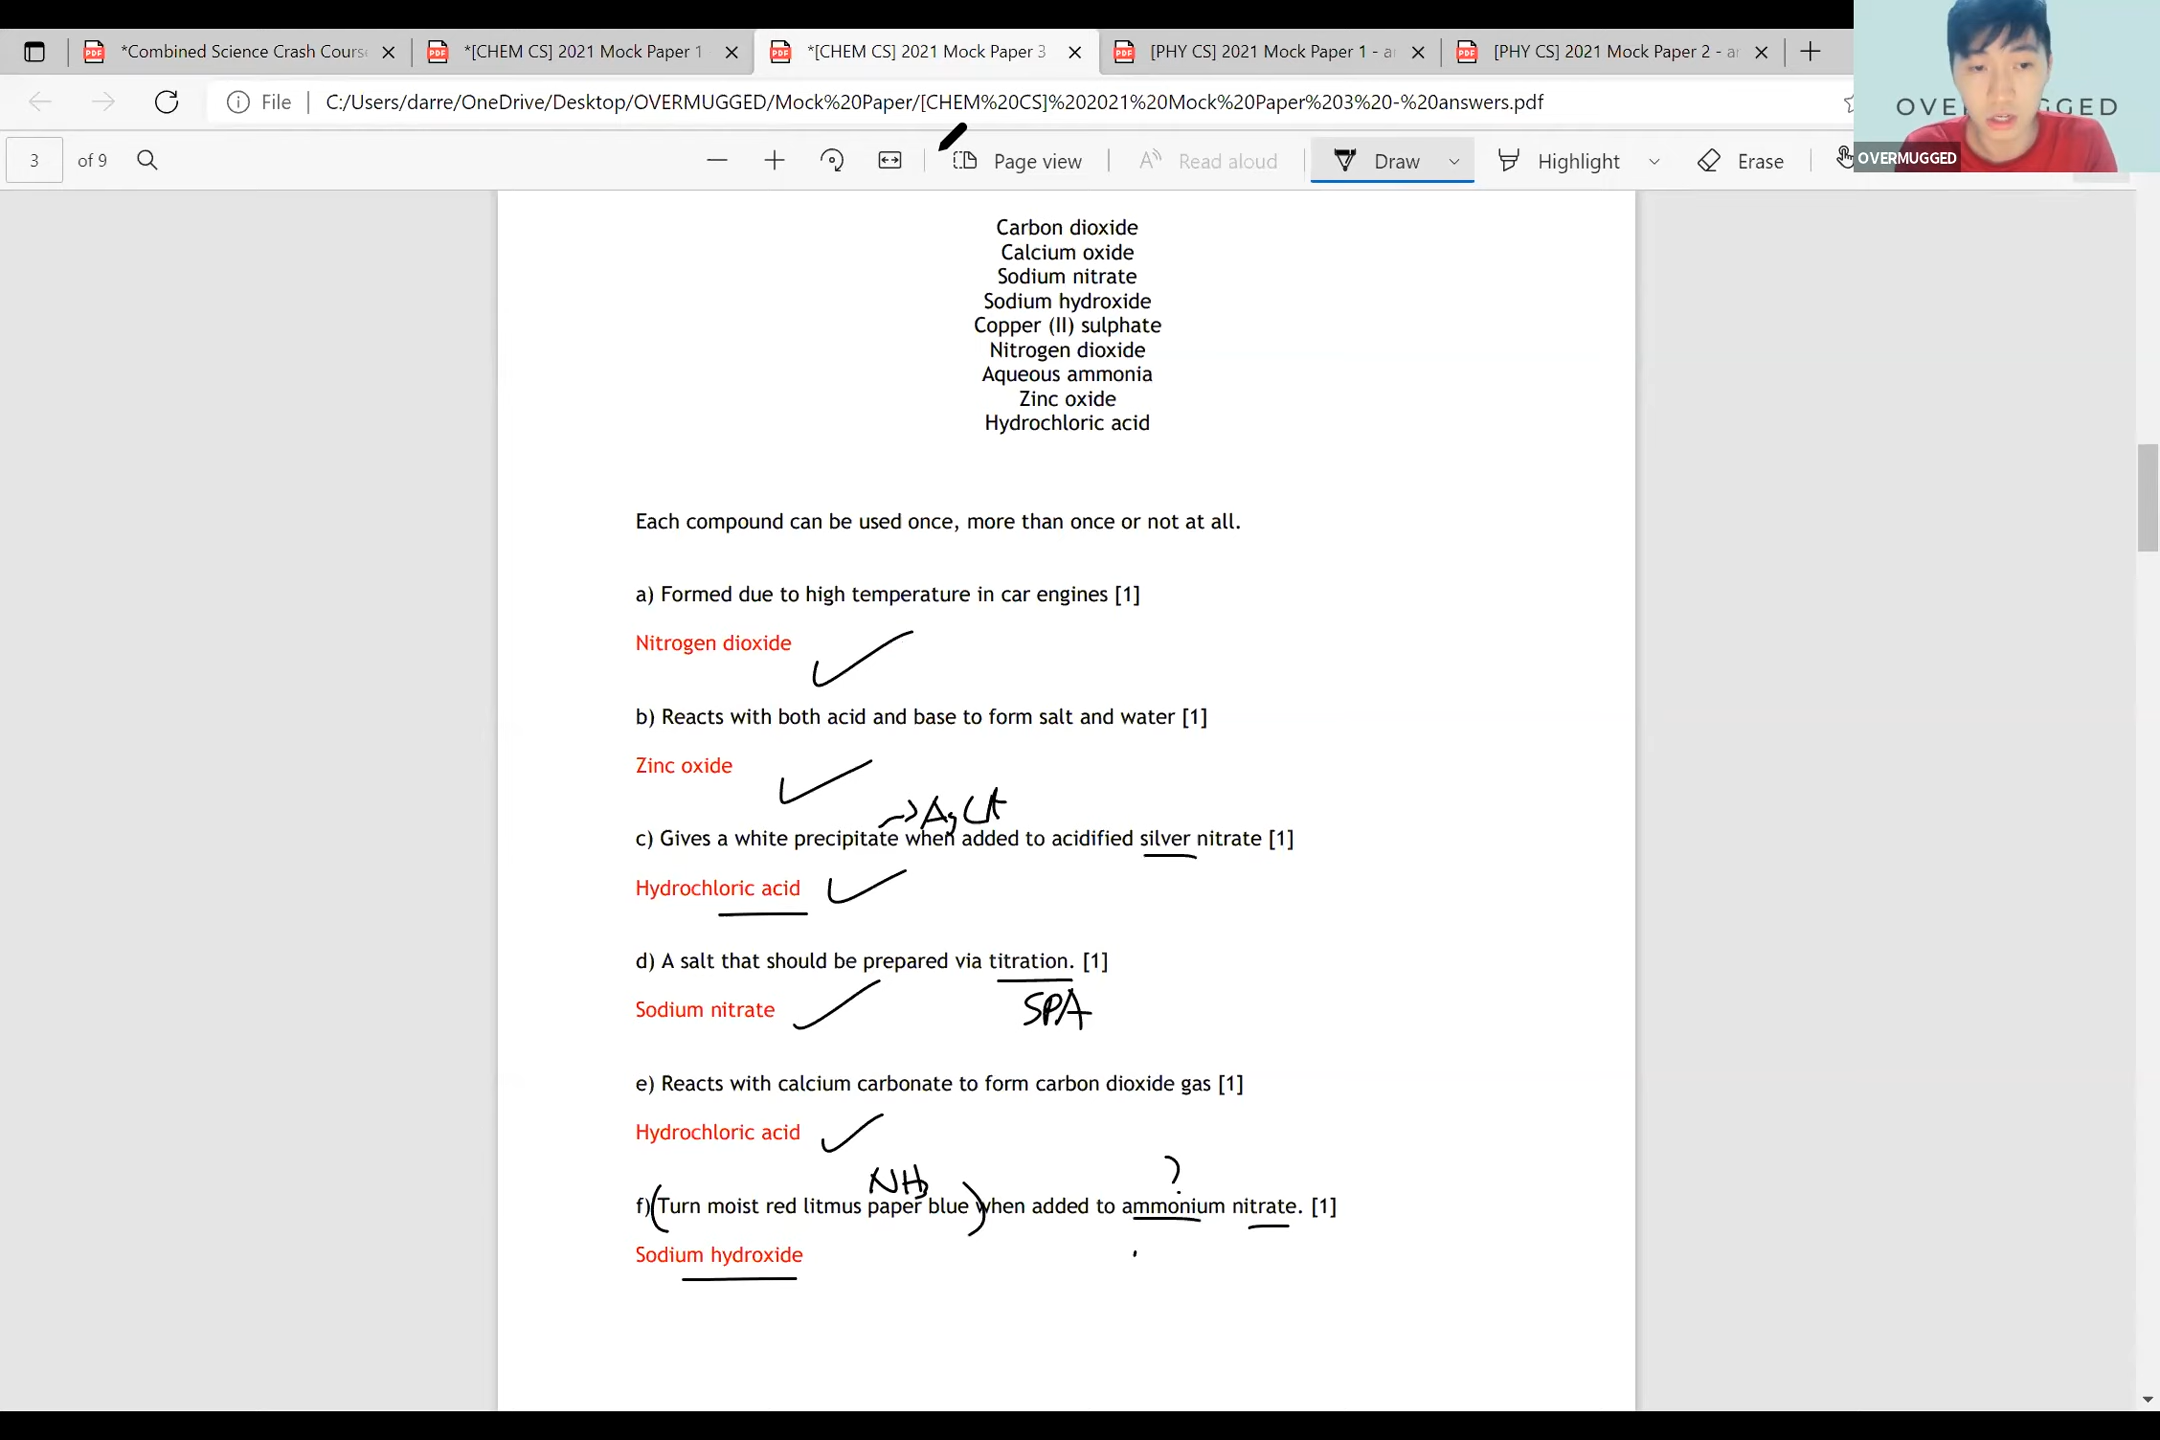 *Combined Science Crash Cours
*[CHEM CS] 2021 Mock Paper 1
*[CHEM CS] 2021 Mock Paper 3
[PHY CS] 2021 Mock Paper 1 - a
[PHY CS] 2021 Mock Paper 2 - a
File
C:/Users/darre/OneDrive/Desktop/OVERMUGGED/Mock%20Paper/[CHEM%20CS]%202021%20Mock%20Paper%203%20-%20answers.pdf
OVERMUGGED
3 of 9
Page view
Read aloud
Draw
Highlight
Erase
Carbon dioxide
Calcium oxide
Sodium nitrate
Sodium hydroxide
Copper (II) sulphate
Nitrogen dioxide
Aqueous ammonia
Zinc oxide
Hydrochloric acid
Each compound can be used once, more than once or not at all.
a) Formed due to high temperature in car engines [1]
Nitrogen dioxide
b) Reacts with both acid and base to form salt and water [1]
Zinc oxide
AgCl
c) Gives a white precipitate when added to acidified silver nitrate [1]
Hydrochloric acid
d) A salt that should be prepared via titration. [1]
Sodium nitrate
SPA
e) Reacts with calcium carbonate to form carbon dioxide gas [1]
Hydrochloric acid
NH3 ?
f) (Turn moist red litmus paper blue) when added to ammonium nitrate. [1]
Sodium hydroxide